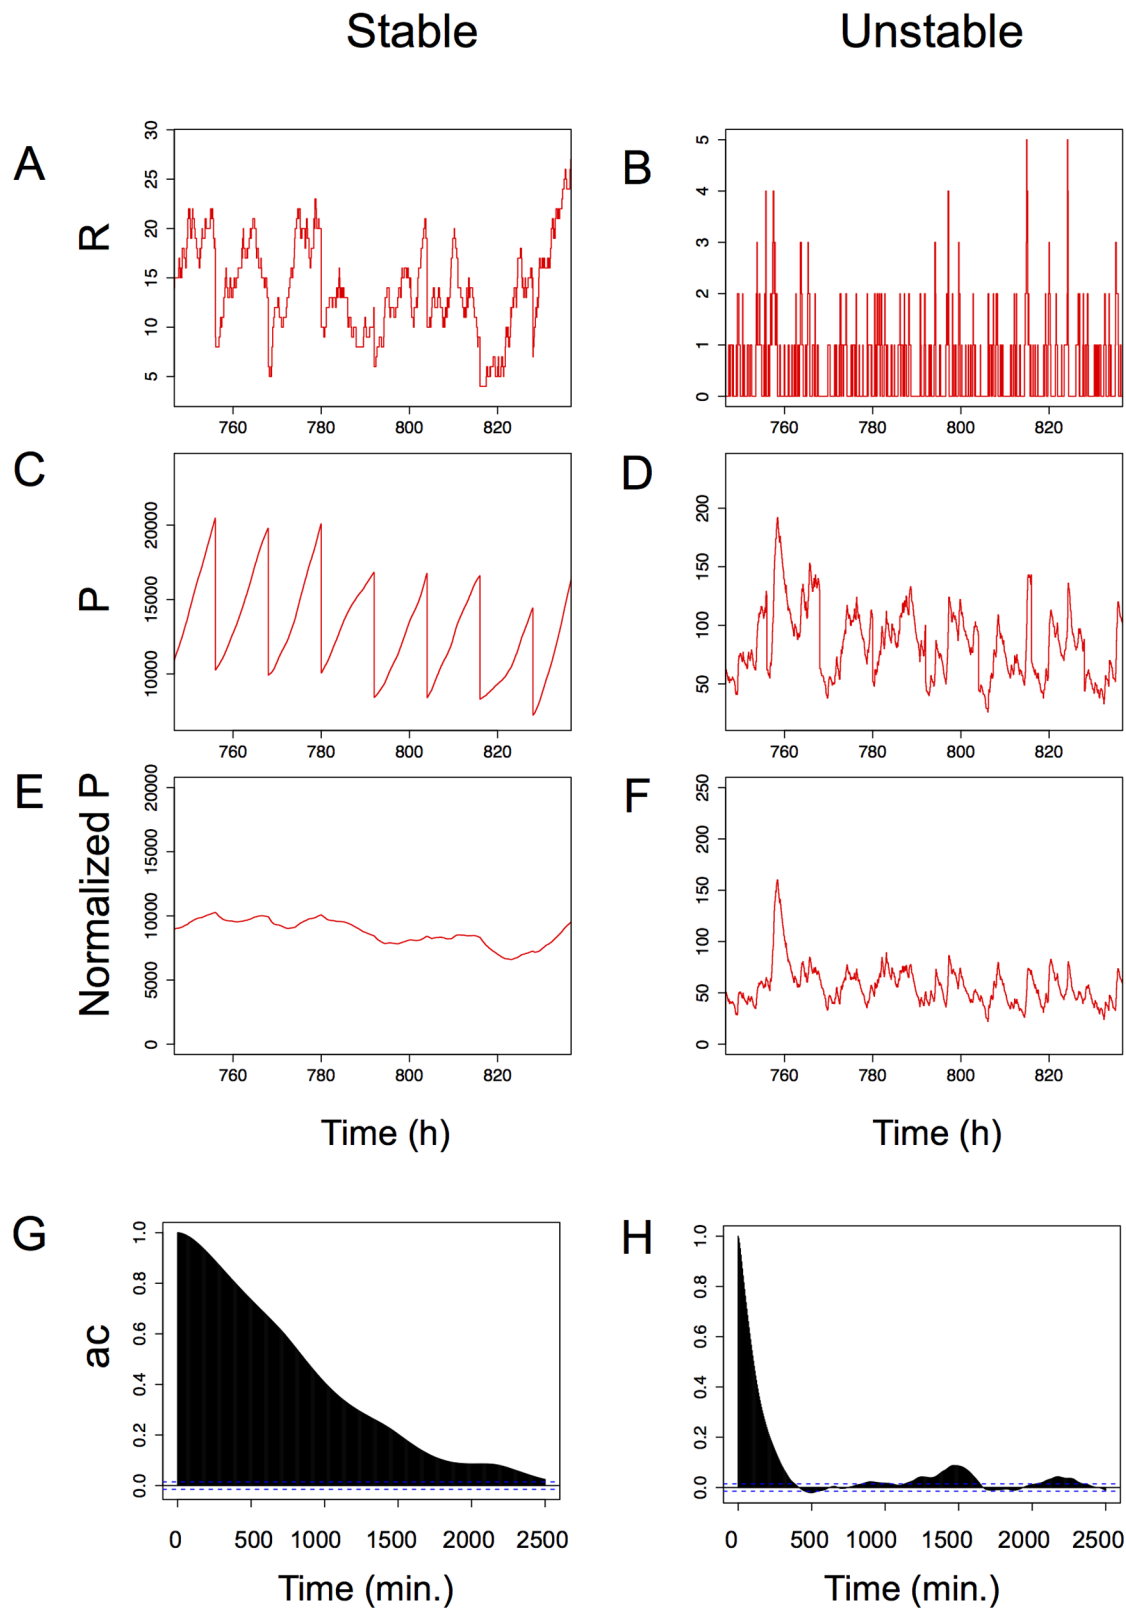 Stable Unstable
A
R
30
25
20
15
10
5
760 780 800 820
B
5
4
3
2
1
0
760 780 800 820
C
P
20000
15000
10000
760 780 800 820
D
200
150
100
50
760 780 800 820
E
Normalized P
20000
15000
10000
5000
0
760 780 800 820
Time (h)
F
250
200
150
100
50
0
760 780 800 820
Time (h)
G
ac
1.0
0.8
0.6
0.4
0.2
0.0
0 500 1000 1500 2000 2500
Time (min.)
H
1.0
0.8
0.6
0.4
0.2
0.0
0 500 1000 1500 2000 2500
Time (min.)